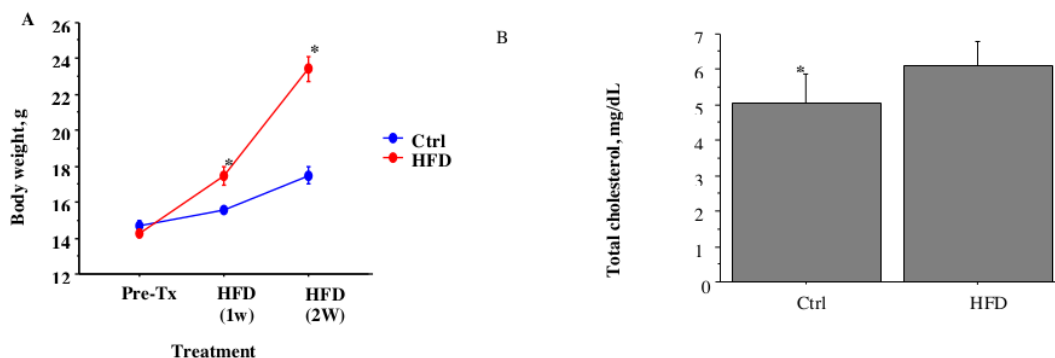 A
26
24
22
20
18
16
14
12
Body weight, g
*
*
Ctrl
HFD
Pre-Tx
HFD
(1w)
HFD
(2W)
Treatment
B
7
6
5
4
3
2
1
0
Total cholesterol, mg/dL
*
Ctrl
HFD